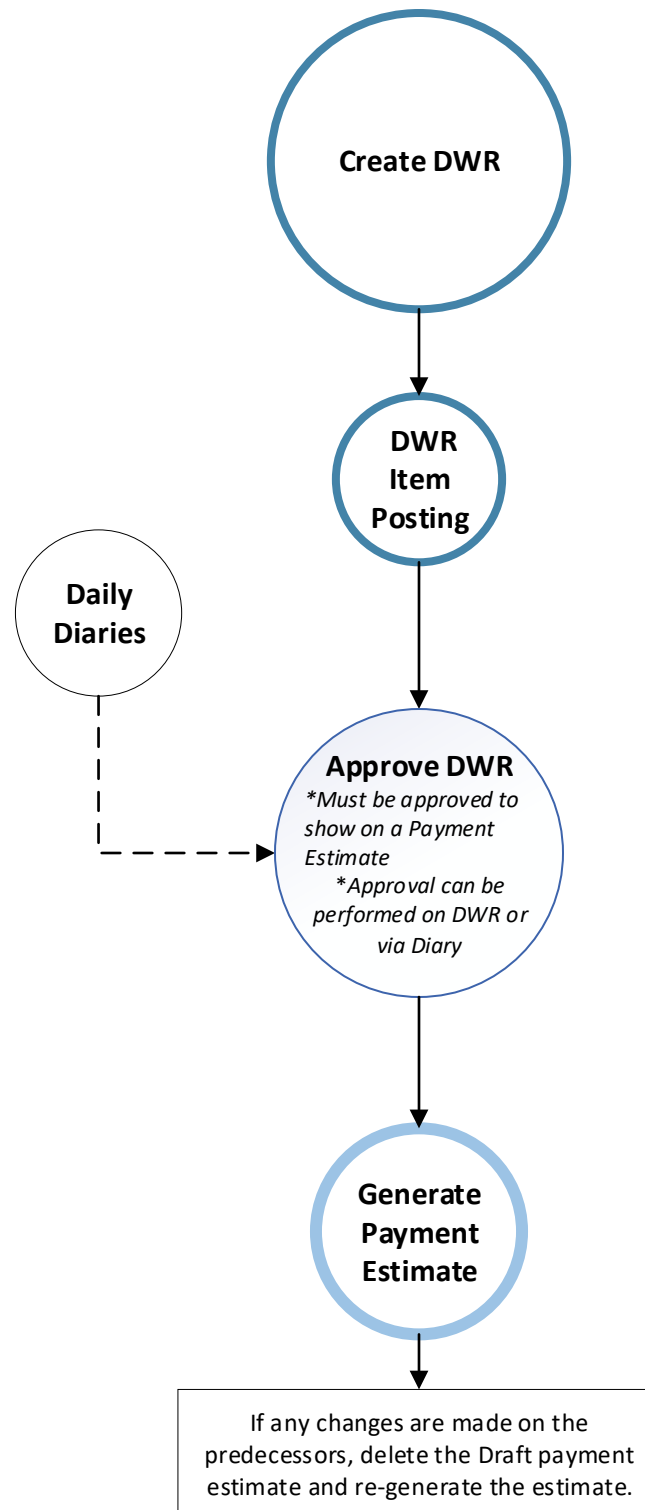 Create DWR
DWR
Item
Posting
Daily
Diaries
Approve DWR
*Must be approved to
show on a Payment
Estimate
*Approval can be
performed on DWR or
via Diary
Generate
Payment
Estimate
If any changes are made on the
predecessors, delete the Draft payment
estimate and re-generate the estimate.